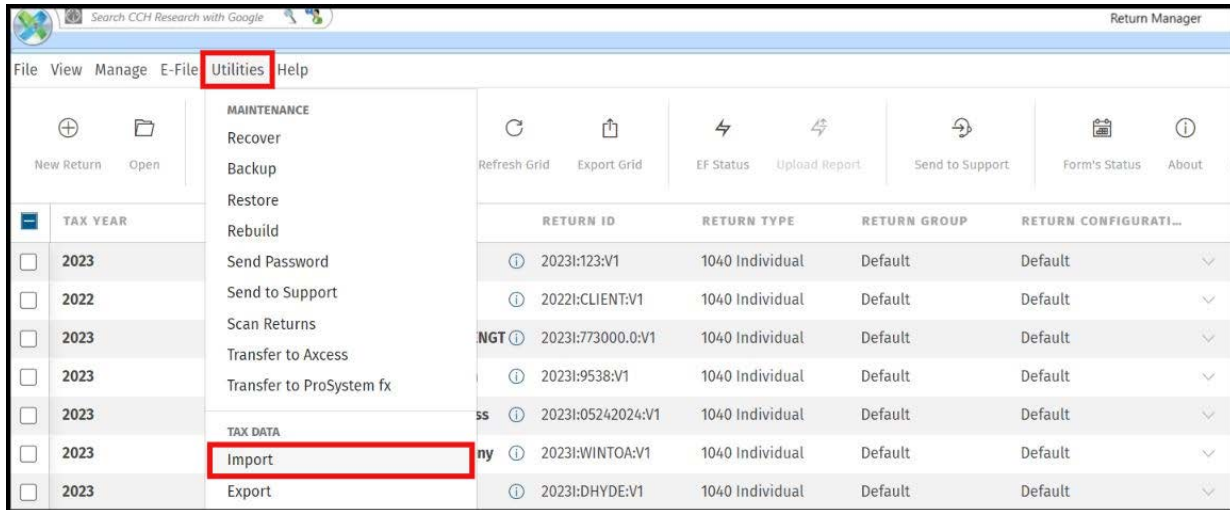 Search CCH Research with Google
Return Manager
File View Manage E-File Utilities Help
New Return Open Refresh Grid Export Grid EF Status Upload Report Send to Support Form's Status About
MAINTENANCE
Recover
Backup
Restore
Rebuild
Send Password
Send to Support
Scan Returns
Transfer to Axcess
Transfer to ProSystem fx
TAX DATA
Import
Export
TAX YEAR RETURN ID RETURN TYPE RETURN GROUP RETURN CONFIGURATI...
2023 2023I:123:V1 1040 Individual Default Default
2022 2022I:CLIENT:V1 1040 Individual Default Default
2023 NGT 2023I:773000.0:V1 1040 Individual Default Default
2023 2023I:9538:V1 1040 Individual Default Default
2023 ss 2023I:05242024:V1 1040 Individual Default Default
2023 ny 2023I:WINTOA:V1 1040 Individual Default Default
2023 2023I:DHYDE:V1 1040 Individual Default Default